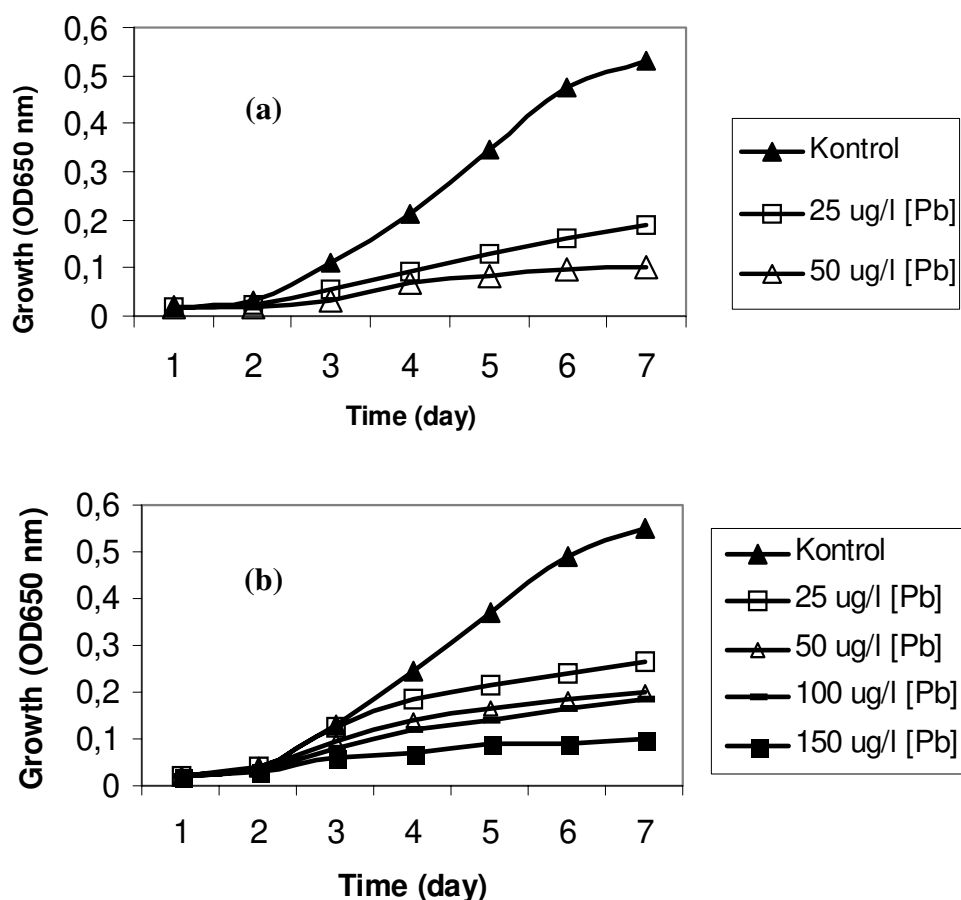 0,6
0,5
0,4
0,3
0,2
0,1
0
Growth (OD650 nm)
(a)
1 2 3 4 5 6 7
Time (day)
Kontrol
25 ug/l [Pb]
50 ug/l [Pb]
0,6
0,5
0,4
0,3
0,2
0,1
0
Growth (OD650 nm)
(b)
1 2 3 4 5 6 7
Time (day)
Kontrol
25 ug/l [Pb]
50 ug/l [Pb]
100 ug/l [Pb]
150 ug/l [Pb]